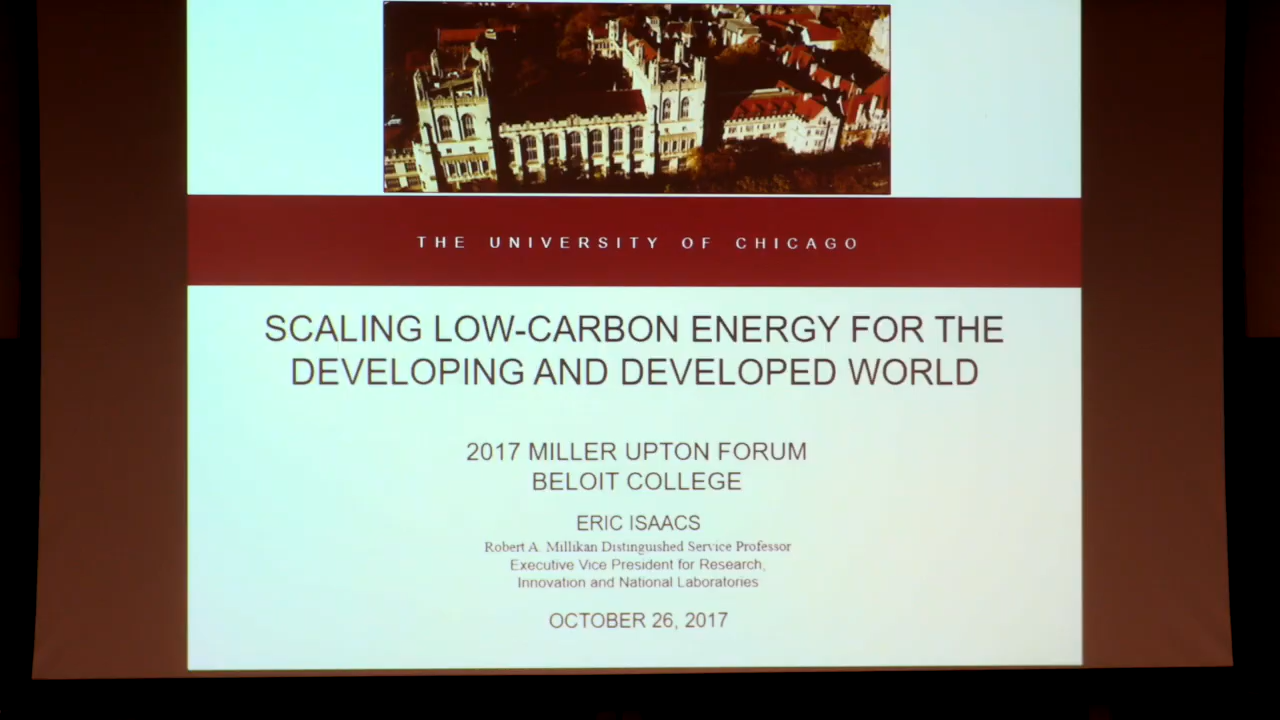 THE UNIVERSITY OF CHICAGO
SCALING LOW-CARBON ENERGY FOR THE
DEVELOPING AND DEVELOPED WORLD
2017 MILLER UPTON FORUM
BELOIT COLLEGE
ERIC ISAACS
Robert A. Millikan Distinguished Service Professor
Executive Vice President for Research,
Innovation and National Laboratories
OCTOBER 26, 2017